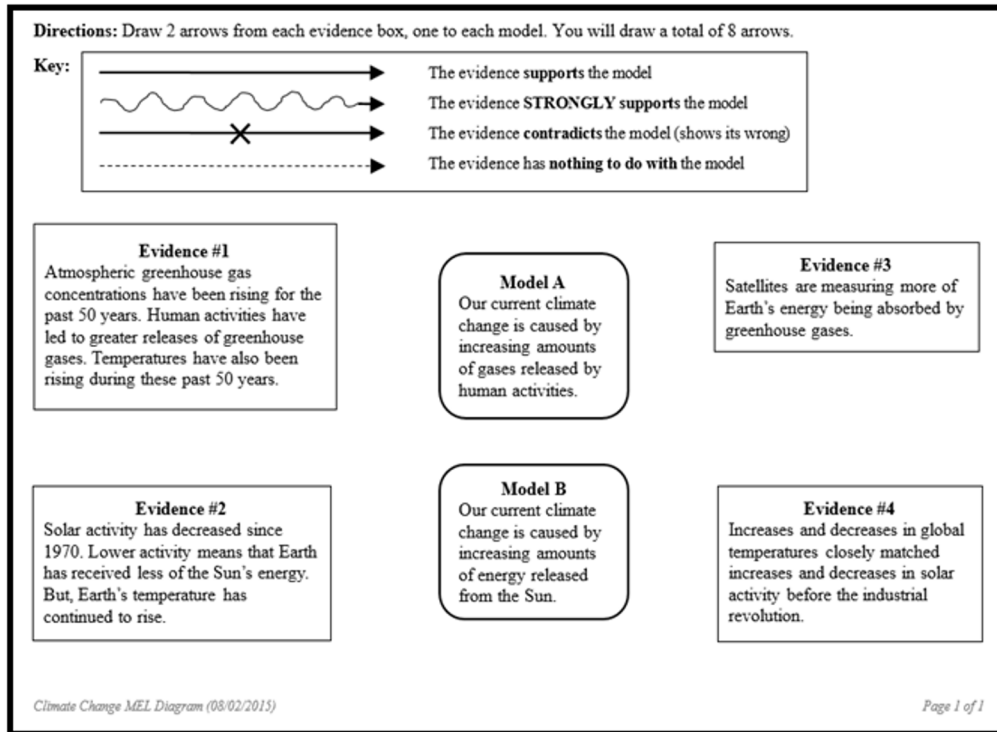 Directions: Draw 2 arrows from each evidence box, one to each model. You will draw a total of 8 arrows.
Key:
The evidence supports the model
The evidence STRONGLY supports the model
The evidence contradicts the model (shows its wrong)
The evidence has nothing to do with the model
Evidence #1
Atmospheric greenhouse gas
concentrations have been rising for the
past 50 years. Human activities have
led to greater releases of greenhouse
gases. Temperatures have also been
rising during these past 50 years.
Model A
Our current climate
change is caused by
increasing amounts
of gases released by
human activities.
Evidence #3
Satellites are measuring more of
Earth's energy being absorbed by
greenhouse gases.
Evidence #2
Solar activity has decreased since
1970. Lower activity means that Earth
has received less of the Sun's energy.
But, Earth's temperature has
continued to rise.
Model B
Our current climate
change is caused by
increasing amounts
of energy released
from the Sun.
Evidence #4
Increases and decreases in global
temperatures closely matched
increases and decreases in solar
activity before the industrial
revolution.
Climate Change MEL Diagram (08/02/2015)
Page 1 of 1